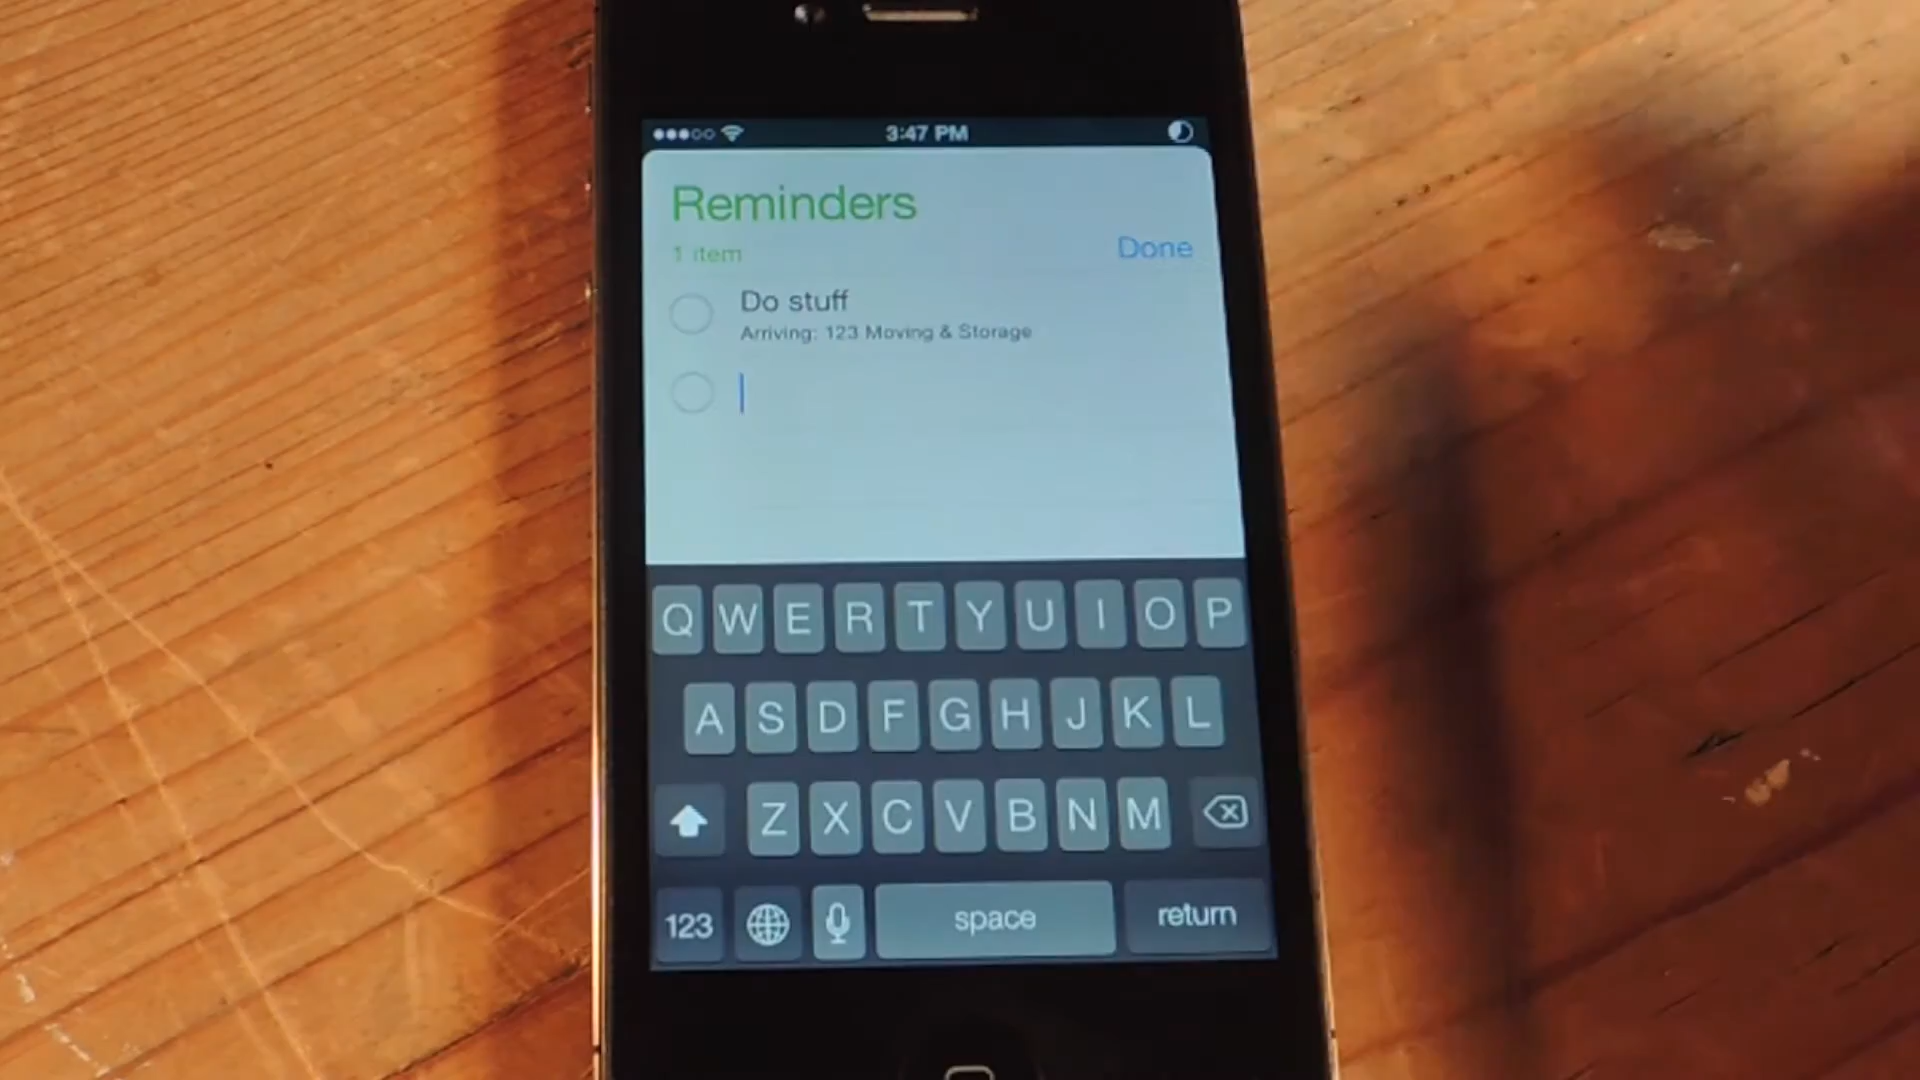 3:47 PM
Reminders
1 item
Done
Do stuff
Arriving: 123 Moving & Storage
Q W E R T Y U I O P
A S D F G H J K L
Z X C V B N M
123 space return